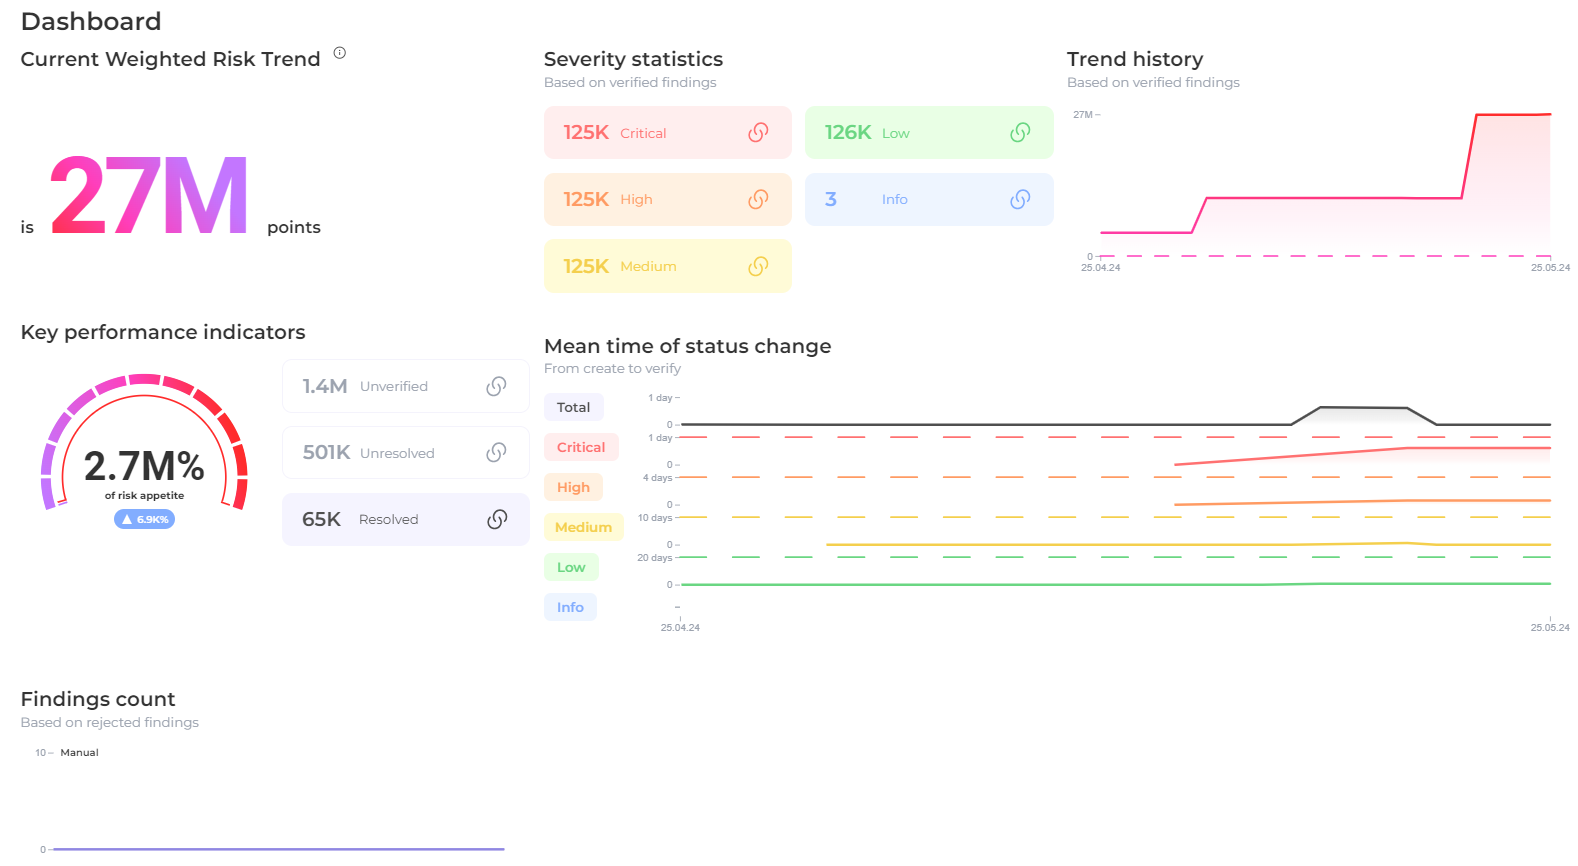 Dashboard
Current Weighted Risk Trend
is 27M points
Severity statistics
Based on verified findings
125K Critical
126K Low
125K High
3 Info
125K Medium
Trend history
Based on verified findings
27M
0
25.04.24 25.05.24
Key performance indicators
2.7M%
of risk appetite
6.9K%
1.4M Unverified
501K Unresolved
65K Resolved
Mean time of status change
From create to verify
Total
1 day
0
Critical
1 day
0
High
4 days
0
Medium
10 days
0
Low
20 days
0
Info
25.04.24 25.05.24
Findings count
Based on rejected findings
10 Manual
0